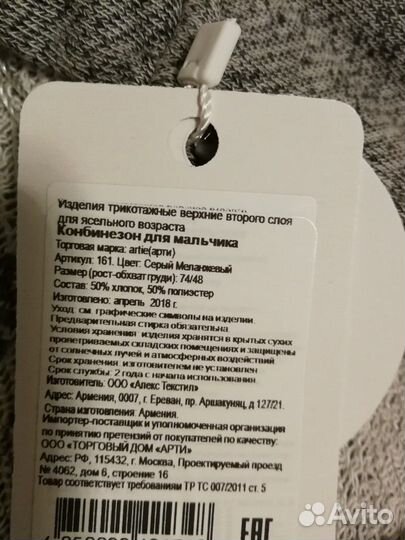 Изделия трикотажные верхние второго слоя
для ясельного возраста
Конбинезон для мальчика
Торговая марка: artie(арти)
Артикул: 161. Цвет: Серый Меланжевый
Размер (рост-обхват груди): 74/48
Состав: 50% хлопок, 50% полиэстер
Изготовлено: апрель 2018 г.
Уход: см. графические символы на изделии.
Предварительная стирка обязательна.
Условия хранения: изделия хранятся в крытых сухих
проветриваемых складских помещениях и защищены
от солнечных лучей и атмосферных воздействий
Срок хранения: изготовителем не установлен
Срок службы: 2 года с начала использования.
Изготовитель: ООО «Алекс Текстил»
Адрес: Армения, 0007, г. Ереван, пр. Аршакуняц, д.127/21.
Страна изготовления: Армения.
Импортер-поставщик и уполномоченная организация
по принятию претензий от покупателей по качеству:
ООО «ТОРГОВЫЙ ДОМ «АРТИ»
Адрес: РФ, 115432, г. Москва, Проектируемый проезд
№ 4062, дом 6, строение 16
Товар соответствует требованиям ТР ТС 007/2011 ст. 5
EAC
Avito